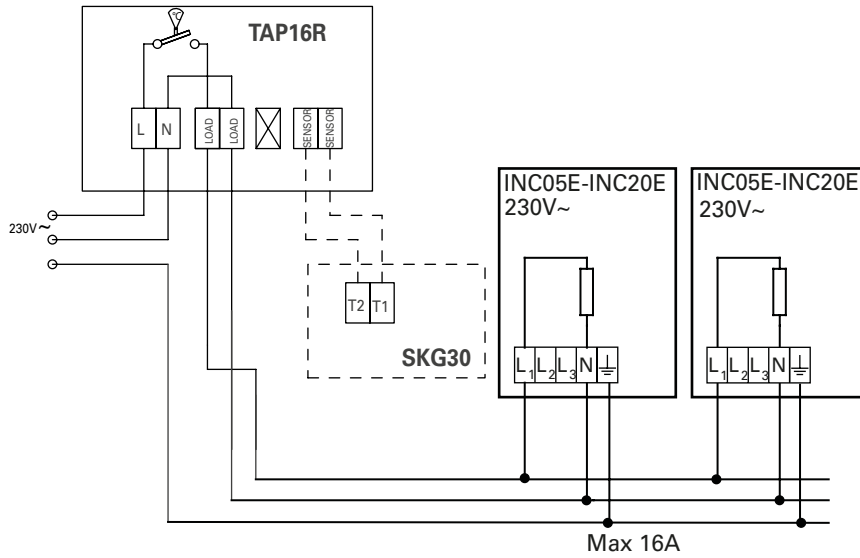 °C
TAP16R
L N LOAD LOAD SENSOR SENSOR
230V~
T2 T1
SKG30
INC05E-INC20E
230V~
L1 L2 L3 N
INC05E-INC20E
230V~
L1 L2 L3 N
Max 16A